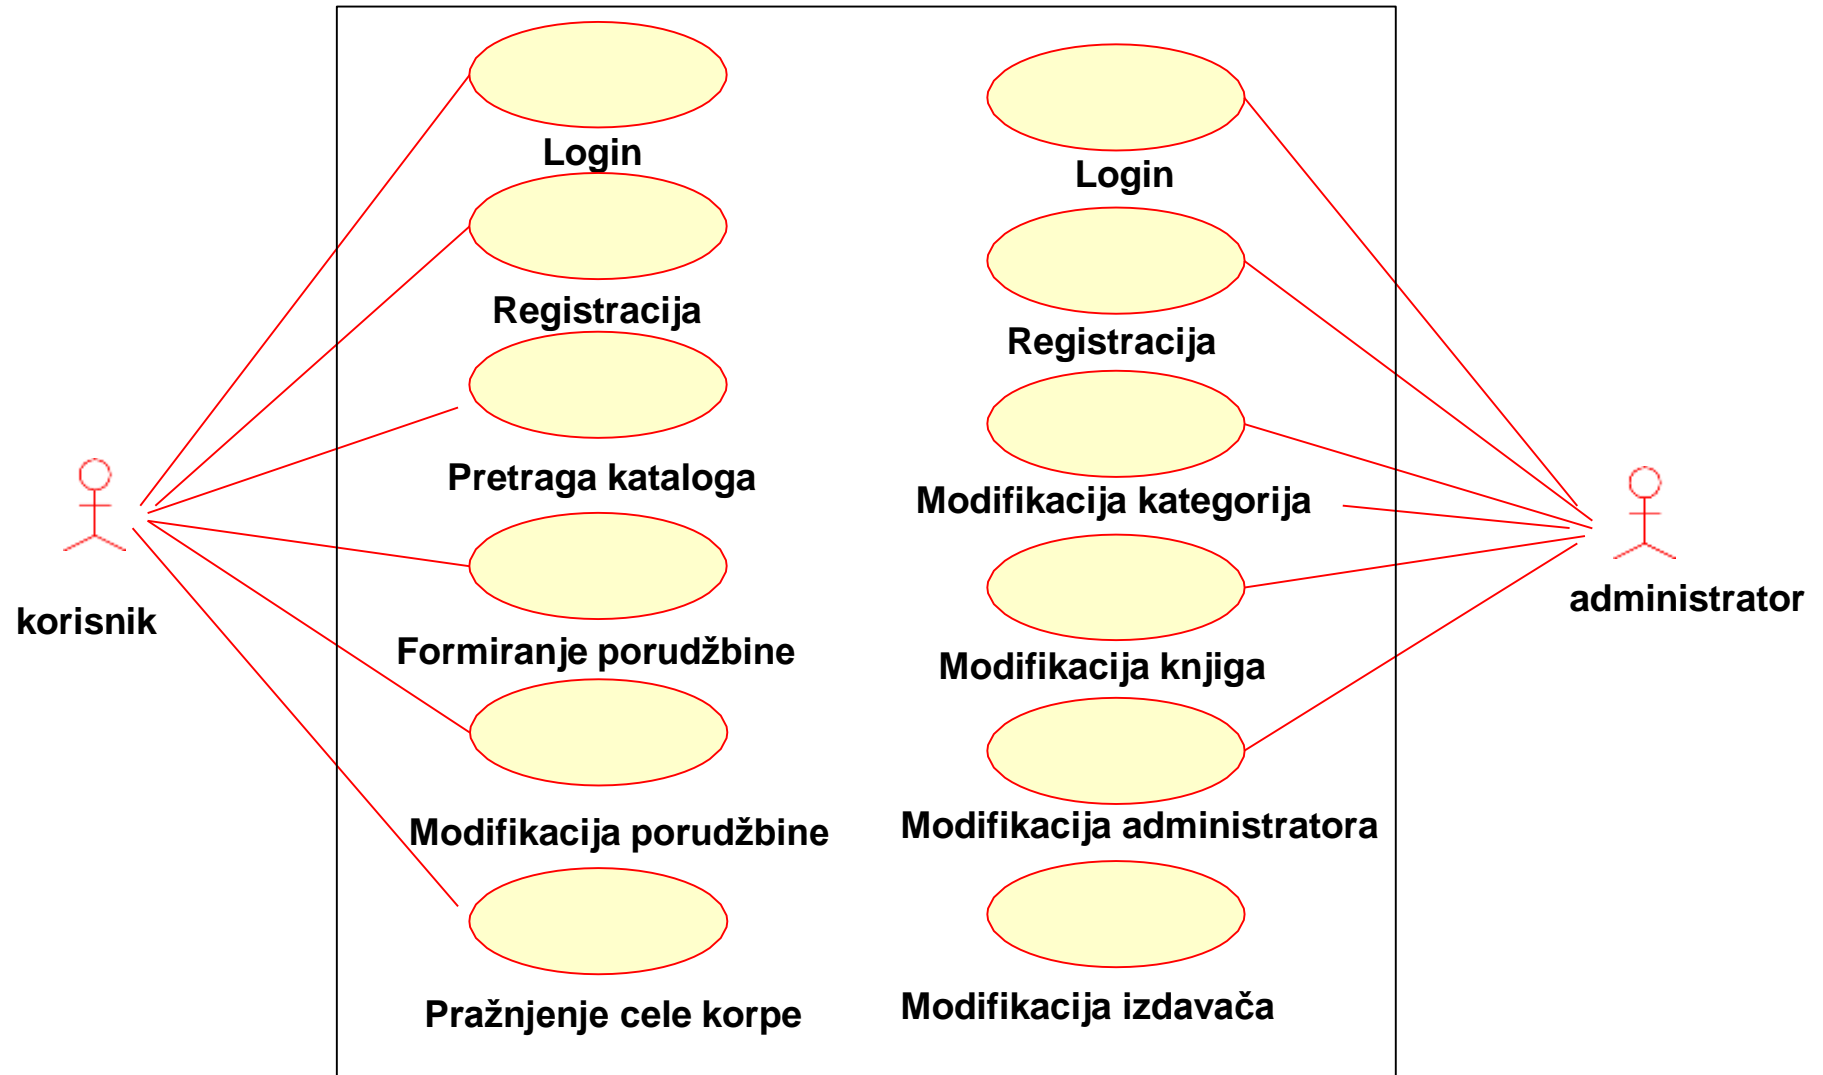 Login
Login
Registracija
Registracija
Pretraga kataloga
Modifikacija kategorija
korisnik
administrator
Formiranje porudžbine
Modifikacija knjiga
Modifikacija porudžbine
Modifikacija administratora
Pražnjenje cele korpe
Modifikacija izdavača